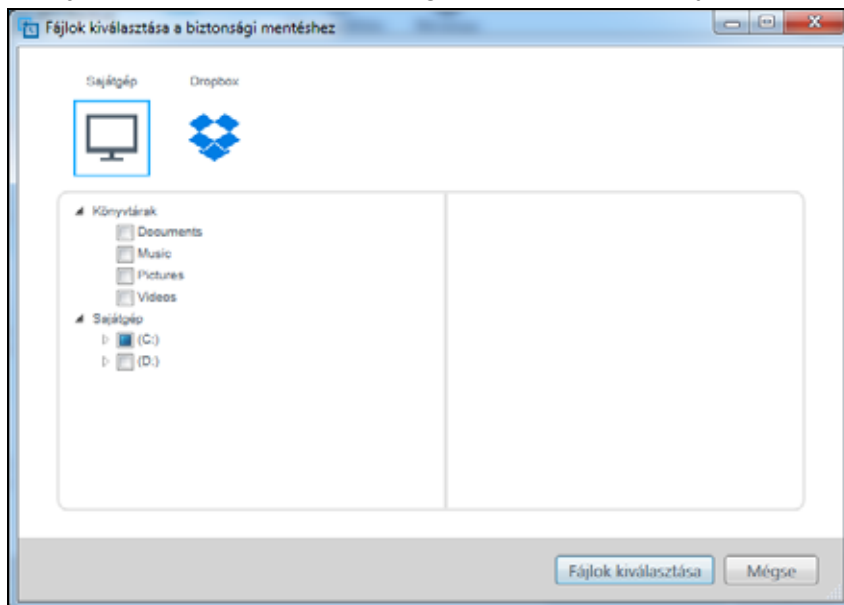 Fájlok kiválasztása a biztonsági mentéshez
Sajátgép Dropbox
Könyvtárak
Documents
Music
Pictures
Videos
Sajátgép
(C:)
(D:)
Fájlok kiválasztása Mégse